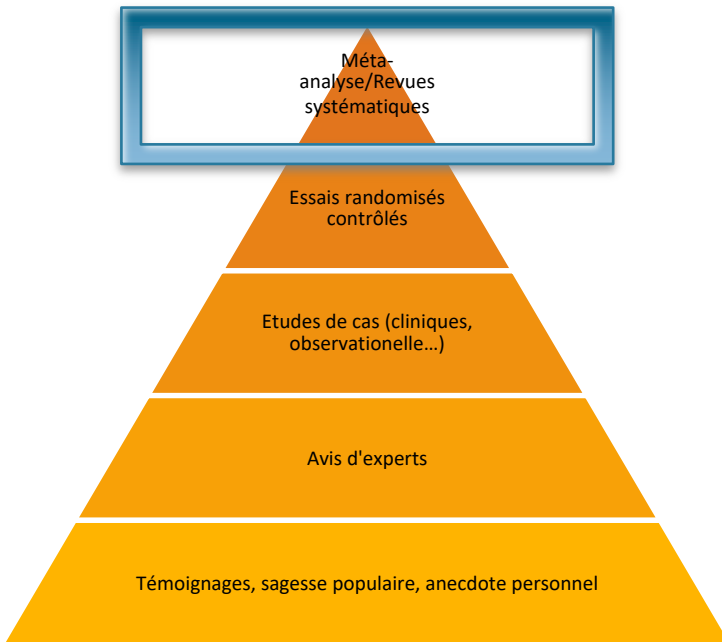 Méta-
analyse/Revues
systématiques
Essais randomisés
contrôlés
Etudes de cas (cliniques,
observationelle...)
Avis d'experts
Témoignages, sagesse populaire, anecdote personnel